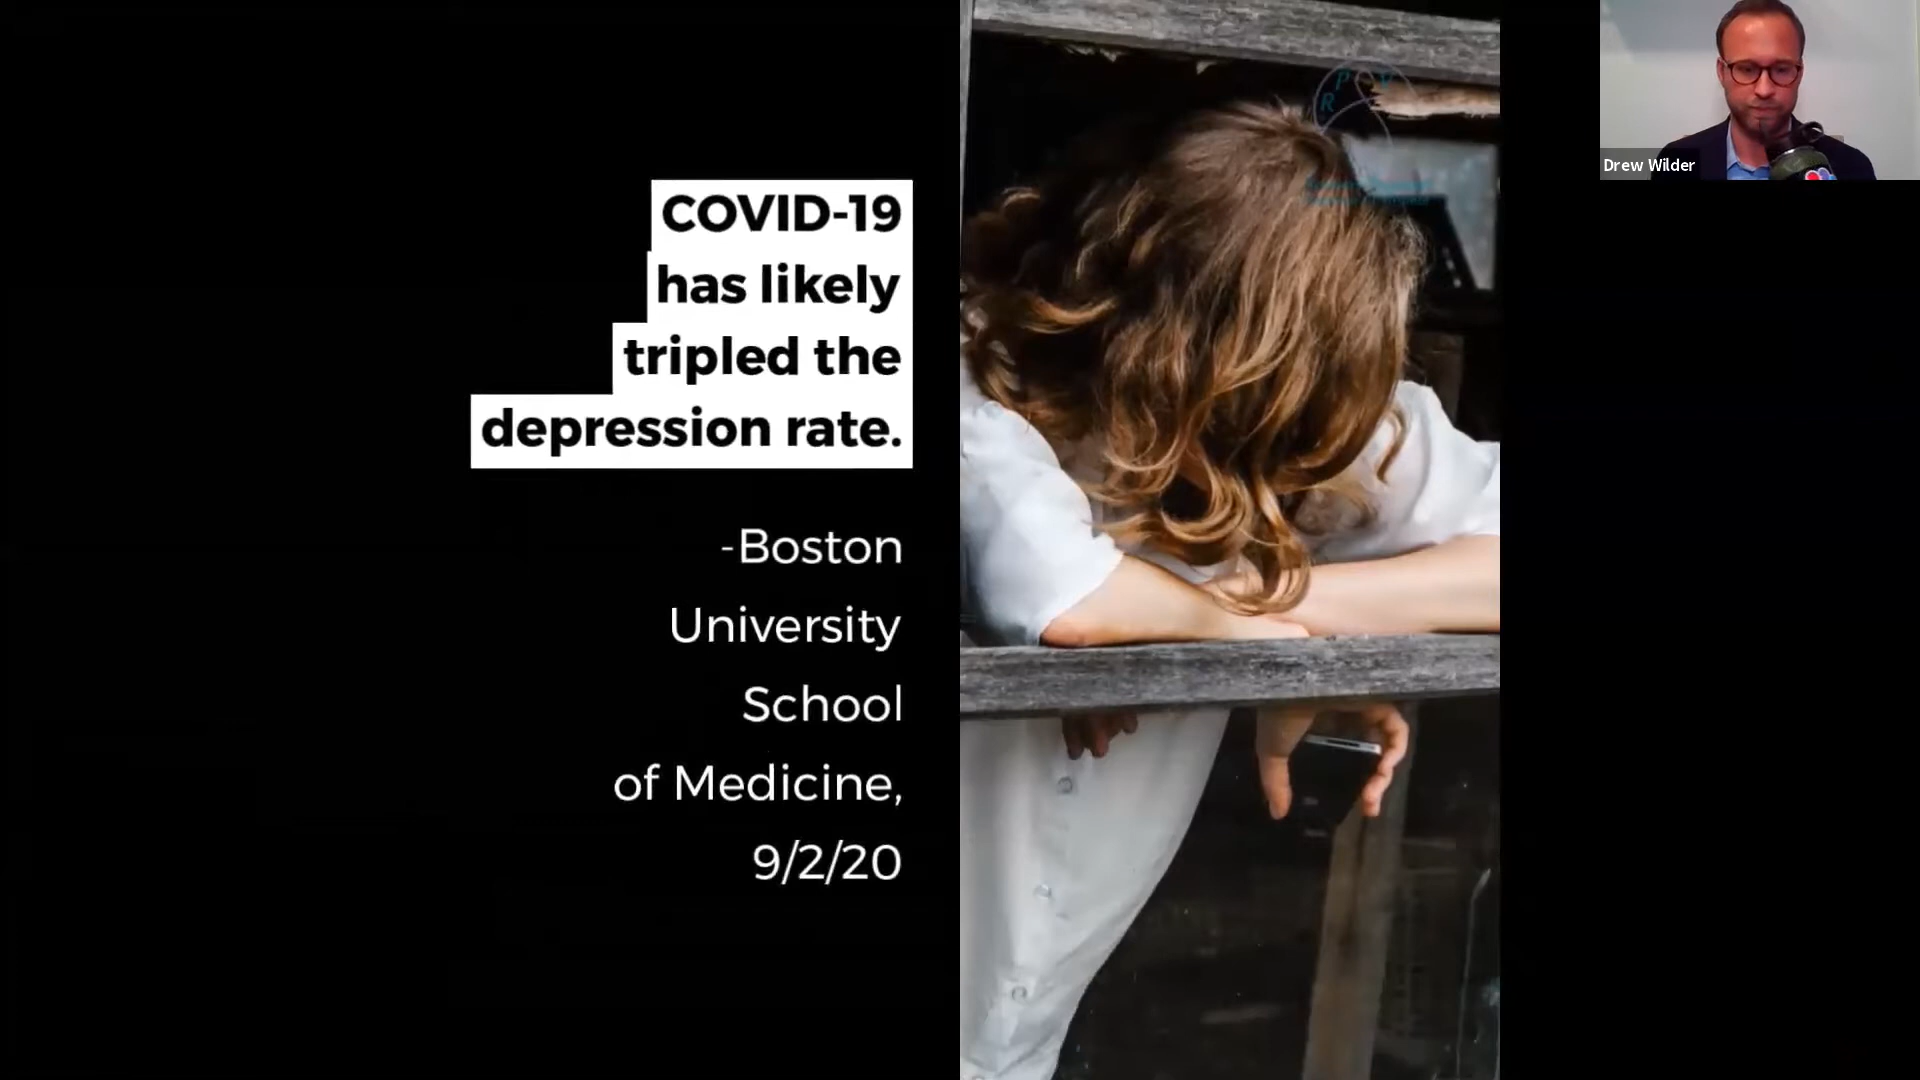 COVID-19
has likely
tripled the
depression rate.
-Boston
University
School
of Medicine,
9/2/20
R P V
Drew Wilder